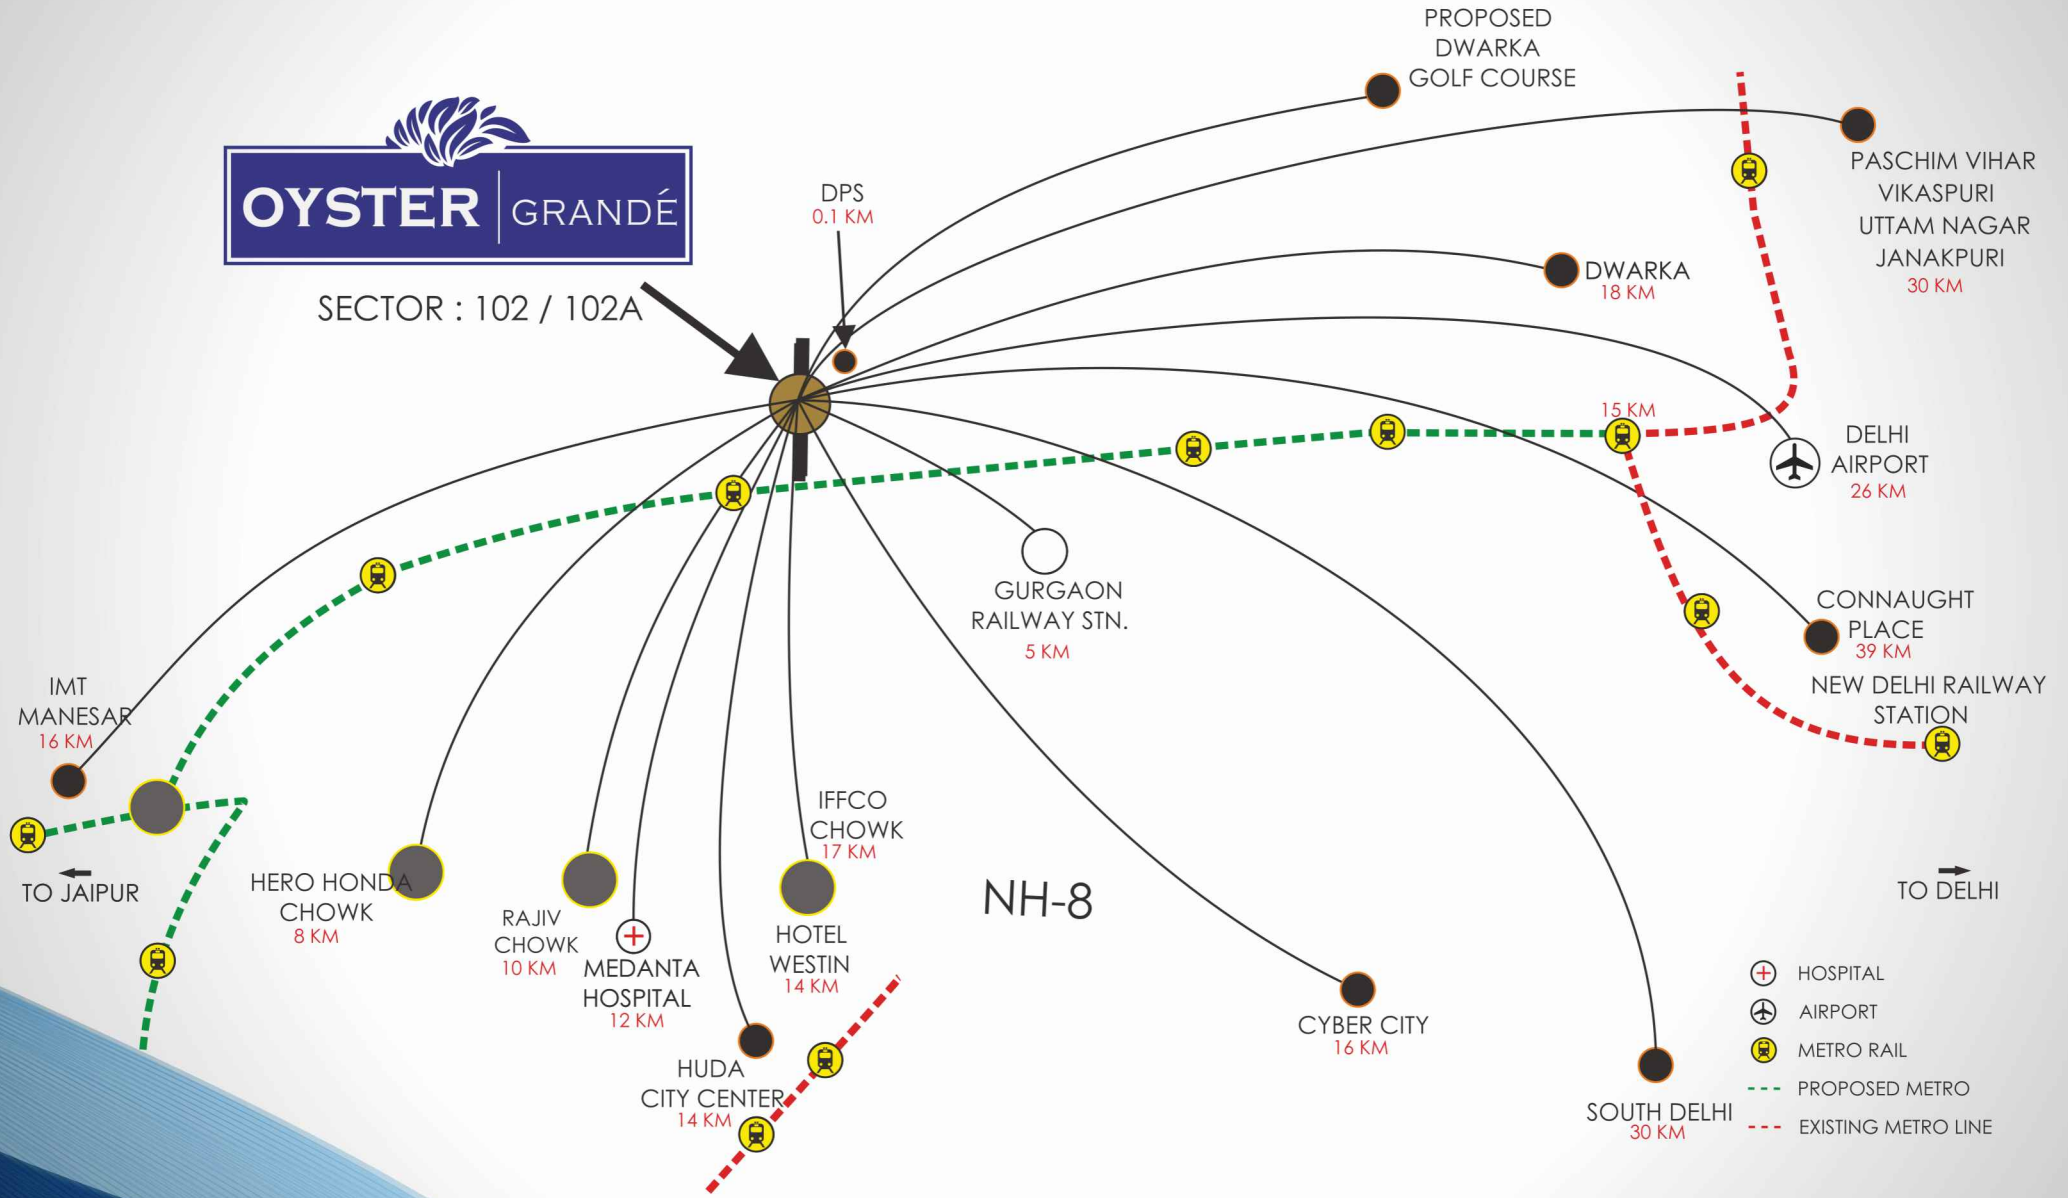 PROPOSED
DWARKA
GOLF COURSE
OYSTER GRANDÉ
SECTOR : 102 / 102A
DPS
0.1 KM
PASCHIM VIHAR
VIKASPURI
UTTAM NAGAR
JANAKPURI
30 KM
DWARKA
18 KM
15 KM
DELHI
AIRPORT
26 KM
GURGAON
RAILWAY STN.
5 KM
CONNAUGHT
PLACE
39 KM
NEW DELHI RAILWAY
STATION
IMT
MANESAR
16 KM
TO JAIPUR
HERO HONDA
CHOWK
8 KM
RAJIV
CHOWK
10 KM
MEDANTA
HOSPITAL
12 KM
IFFCO
CHOWK
17 KM
HOTEL
WESTIN
14 KM
HUDA
CITY CENTER
14 KM
NH-8
CYBER CITY
16 KM
SOUTH DELHI
30 KM
TO DELHI
HOSPITAL
AIRPORT
METRO RAIL
PROPOSED METRO
EXISTING METRO LINE